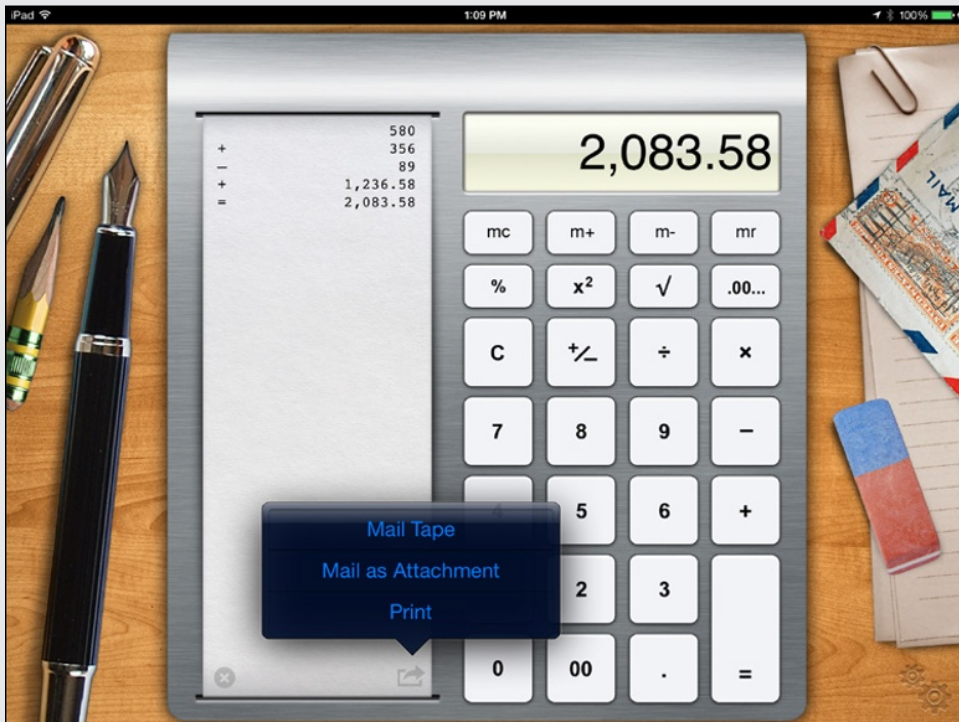 iPad 1:09 PM 100%
580
+ 356
– 89
+ 1,236.58
= 2,083.58
2,083.58
mc m+ m- mr
% x² √ .00...
C +/− ÷ ×
7 8 9 −
5 6 +
2 3
0 00 . =
Mail Tape
Mail as Attachment
Print
MAIL